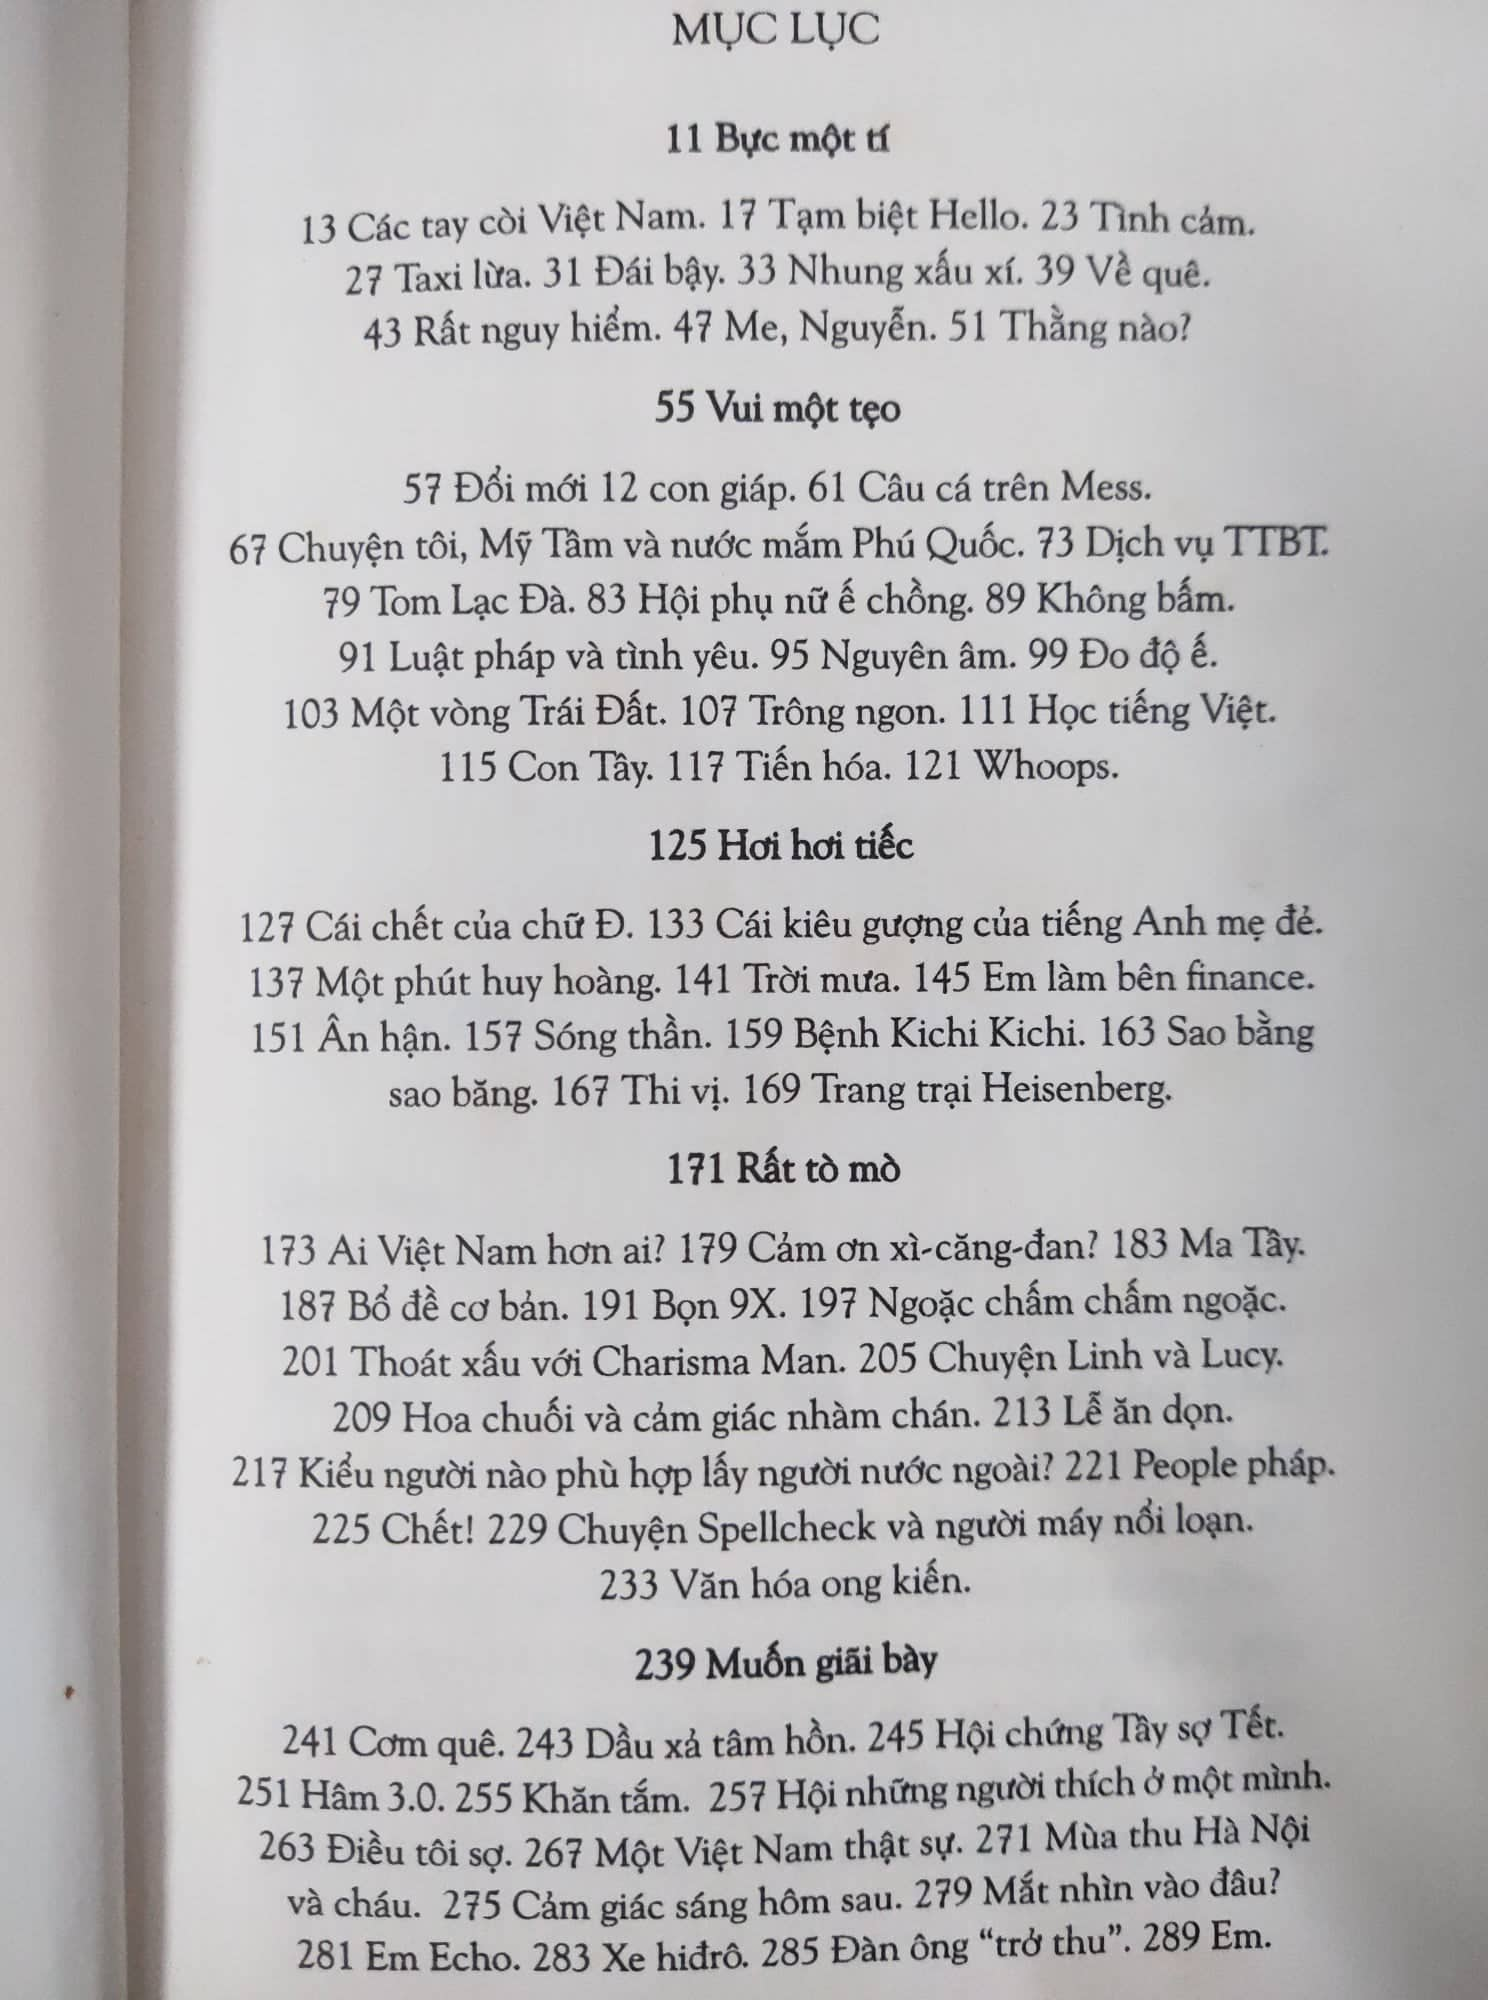 MỤC LỤC
11 Bực một tí
13 Các tay còi Việt Nam. 17 Tạm biệt Hello. 23 Tình cảm.
27 Taxi lừa. 31 Đái bậy. 33 Nhung xấu xí. 39 Về quê.
43 Rất nguy hiểm. 47 Me, Nguyễn. 51 Thằng nào?
55 Vui một tẹo
57 Đổi mới 12 con giáp. 61 Câu cá trên Mess.
67 Chuyện tôi, Mỹ Tâm và nước mắm Phú Quốc. 73 Dịch vụ TTBT.
79 Tom Lạc Đà. 83 Hội phụ nữ ế chồng. 89 Không bấm.
91 Luật pháp và tình yêu. 95 Nguyên âm. 99 Đo độ ế.
103 Một vòng Trái Đất. 107 Trông ngon. 111 Học tiếng Việt.
115 Con Tây. 117 Tiến hóa. 121 Whoops.
125 Hơi hơi tiếc
127 Cái chết của chữ Đ. 133 Cái kiêu gượng của tiếng Anh mẹ đẻ.
137 Một phút huy hoàng. 141 Trời mưa. 145 Em làm bên finance.
151 Ân hận. 157 Sóng thần. 159 Bệnh Kichi Kichi. 163 Sao bằng
sao băng. 167 Thi vị. 169 Trang trại Heisenberg.
171 Rất tò mò
173 Ai Việt Nam hơn ai? 179 Cảm ơn xì-căng-đan? 183 Ma Tây.
187 Bổ đề cơ bản. 191 Bọn 9X. 197 Ngoặc chấm chấm ngoặc.
201 Thoát xấu với Charisma Man. 205 Chuyện Linh và Lucy.
209 Hoa chuối và cảm giác nhàm chán. 213 Lễ ăn dọn.
217 Kiểu người nào phù hợp lấy người nước ngoài? 221 People pháp.
225 Chết! 229 Chuyện Spellcheck và người máy nổi loạn.
233 Văn hóa ong kiến.
239 Muốn giãi bày
241 Cơm quê. 243 Dầu xả tâm hồn. 245 Hội chứng Tây sợ Tết.
251 Hâm 3.0. 255 Khăn tắm. 257 Hội những người thích ở một mình.
263 Điều tôi sợ. 267 Một Việt Nam thật sự. 271 Mùa thu Hà Nội
và cháu. 275 Cảm giác sáng hôm sau. 279 Mắt nhìn vào đâu?
281 Em Echo. 283 Xe hiđrô. 285 Đàn ông “trở thu”. 289 Em.